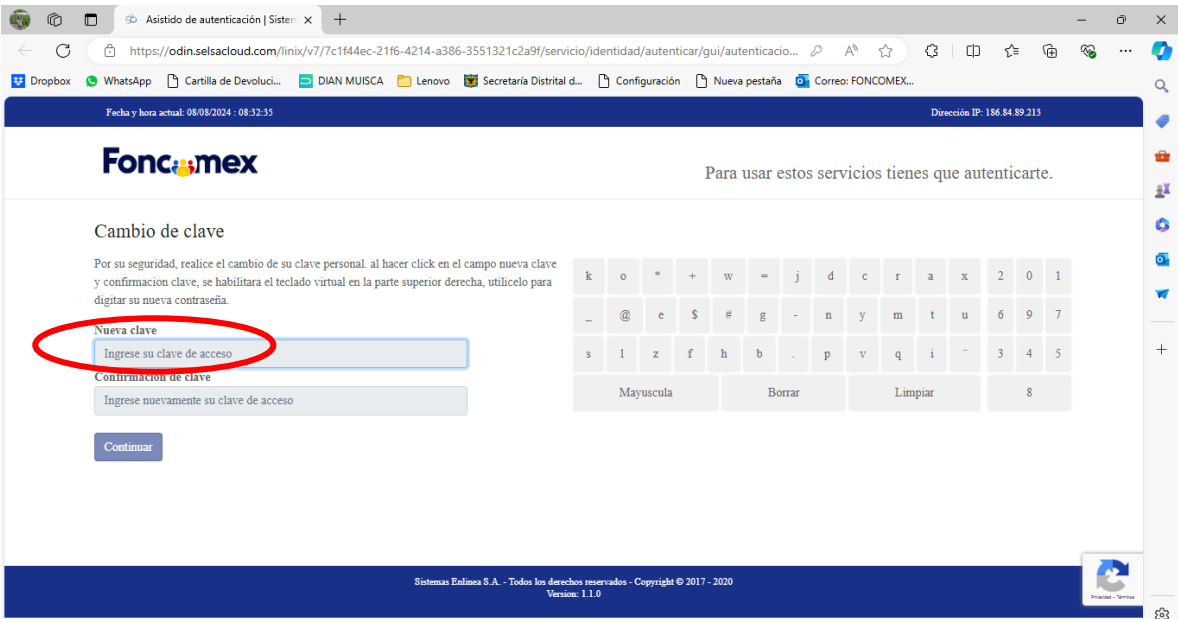 Asistido de autenticación | Sisten
https://odin.selsacloud.com/linix/v7/7c1f44ec-21f6-4214-a386-3551321c2a9f/servicio/identidad/autenticar/gui/autenticacio...
Dropbox WhatsApp Cartilla de Devoluci... DIAN MUISCA Lenovo Secretaría Distrital d... Configuración Nueva pestaña Correo: FONCOMEX...
Fecha y hora actual: 08/08/2024 : 08:32:35 Dirección IP: 186.84.89.213
Foncomex
Para usar estos servicios tienes que autenticarte.
Cambio de clave
Por su seguridad, realice el cambio de su clave personal. al hacer click en el campo nueva clave
y confirmacion clave, se habilitara el teclado virtual en la parte superior derecha, utilicelo para
digitar su nueva contraseña.
Nueva clave
Ingrese su clave de acceso
Confirmacion de clave
Ingrese nuevamente su clave de acceso
Continuar
k o * + w = j d c r a x 2 0 1
_ @ e $ # g - n y m t u 6 9 7
s l z f h b . p v q i ¨ 3 4 5
Mayuscula Borrar Limpiar 8
Sistemas Enlinea S.A. - Todos los derechos reservados - Copyright © 2017 - 2020
Version: 1.1.0
Privacidad - Términos